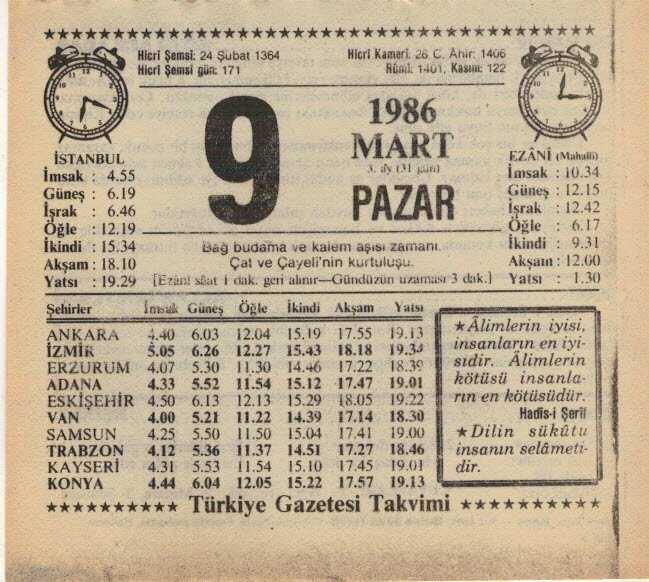 Hicri Şemsi: 24 Şubat 1364
Hicri Şemsi gün: 171
Hicri Kameri: 28 C. Ahir: 1406
Rûmî: 1401, Kasım: 122
9
1986
MART
3. ay (31 gün)
PAZAR
İSTANBUL
İmsak : 4.55
Güneş : 6.19
İşrak : 6.46
Öğle : 12.19
İkindi : 15.34
Akşam : 18.10
Yatsı : 19.29
EZÂNİ (Mahalli)
İmsak : 10.34
Güneş : 12.15
İşrak : 12.42
Öğle : 6.17
İkindi : 9.31
Akşam : 12.00
Yatsı : 1.30
Bağ budama ve kalem aşısı zamanı.
Çat ve Çayeli'nin kurtuluşu.
[Ezânî sâat 1 dak. geri alınır—Gündüzün uzaması 3 dak.]
Şehirler İmsak Güneş Öğle İkindi Akşam Yatsı
ANKARA 4.40 6.03 12.04 15.19 17.55 19.13
İZMİR 5.05 6.26 12.27 15.43 18.18 19.38
ERZURUM 4.07 5.30 11.30 14.46 17.22 18.39
ADANA 4.33 5.52 11.54 15.12 17.47 19.01
ESKİŞEHİR 4.50 6.13 12.13 15.29 18.05 19.22
VAN 4.00 5.21 11.22 14.39 17.14 18.30
SAMSUN 4.25 5.50 11.50 15.04 17.41 19.00
TRABZON 4.12 5.36 11.37 14.51 17.27 18.46
KAYSERİ 4.31 5.53 11.54 15.10 17.45 19.01
KONYA 4.44 6.04 12.05 15.22 17.57 19.13
★Âlimlerin iyisi,
insanların en iyi-
sidir. Âlimlerin
kötüsü insanla-
rın en kötüsüdür.
Hadîs-i Şerîf
★Dilin sükûtu
insanın selâmeti-
dir.
Türkiye Gazetesi Takvimi